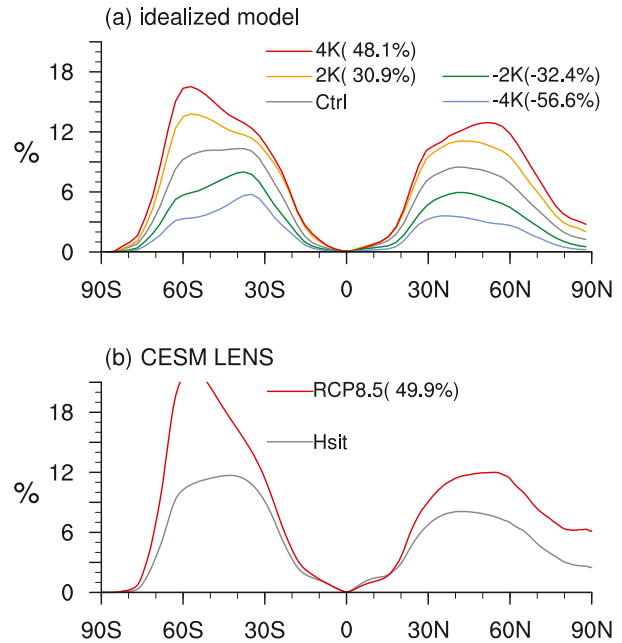 (a) idealized model
4K( 48.1%)
2K( 30.9%) -2K(-32.4%)
Ctrl -4K(-56.6%)
18
12
%
6
0
90S 60S 30S 0 30N 60N 90N
(b) CESM LENS
RCP8.5( 49.9%)
18
Hsit
12
%
6
0
90S 60S 30S 0 30N 60N 90N